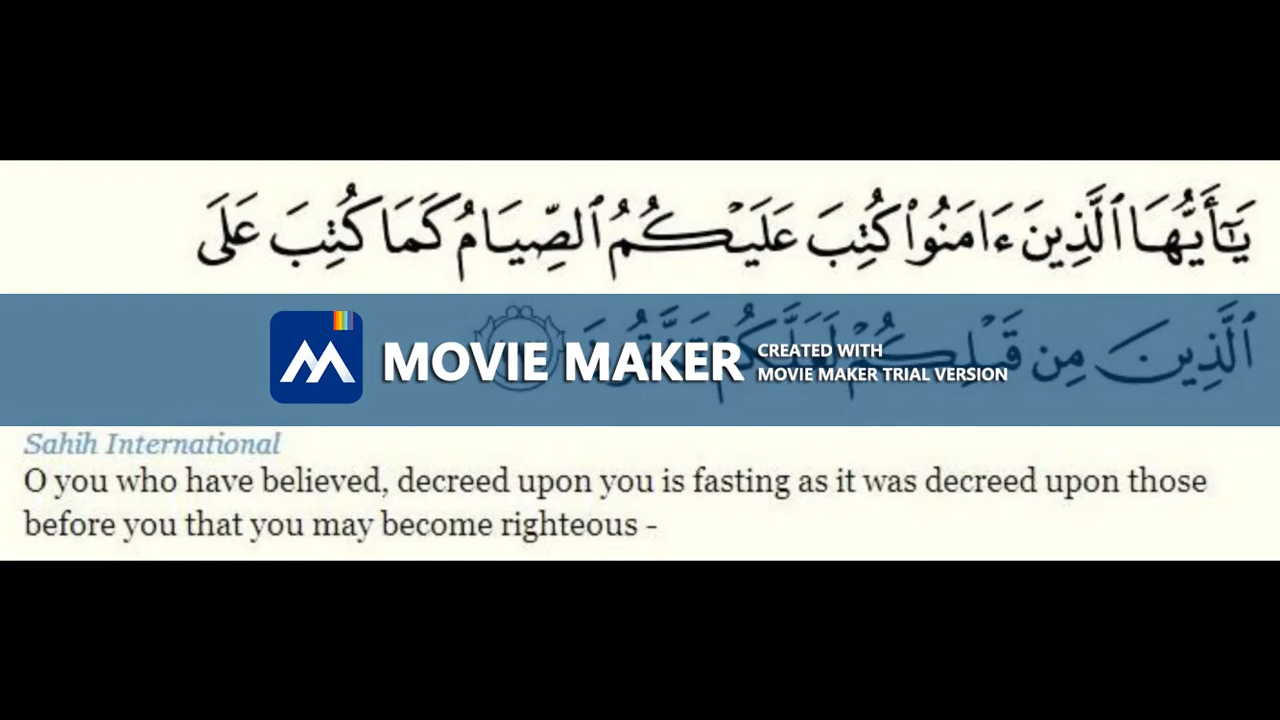 يَٰٓأَيُّهَا ٱلَّذِينَ ءَامَنُوا۟ كُتِبَ عَلَيْكُمُ ٱلصِّيَامُ كَمَا كُتِبَ عَلَى
ٱلَّذِينَ مِن قَبْلِكُمْ لَعَلَّكُمْ تَتَّقُونَ
MOVIE MAKER
CREATED WITH
MOVIE MAKER TRIAL VERSION
Sahih International
O you who have believed, decreed upon you is fasting as it was decreed upon those
before you that you may become righteous -